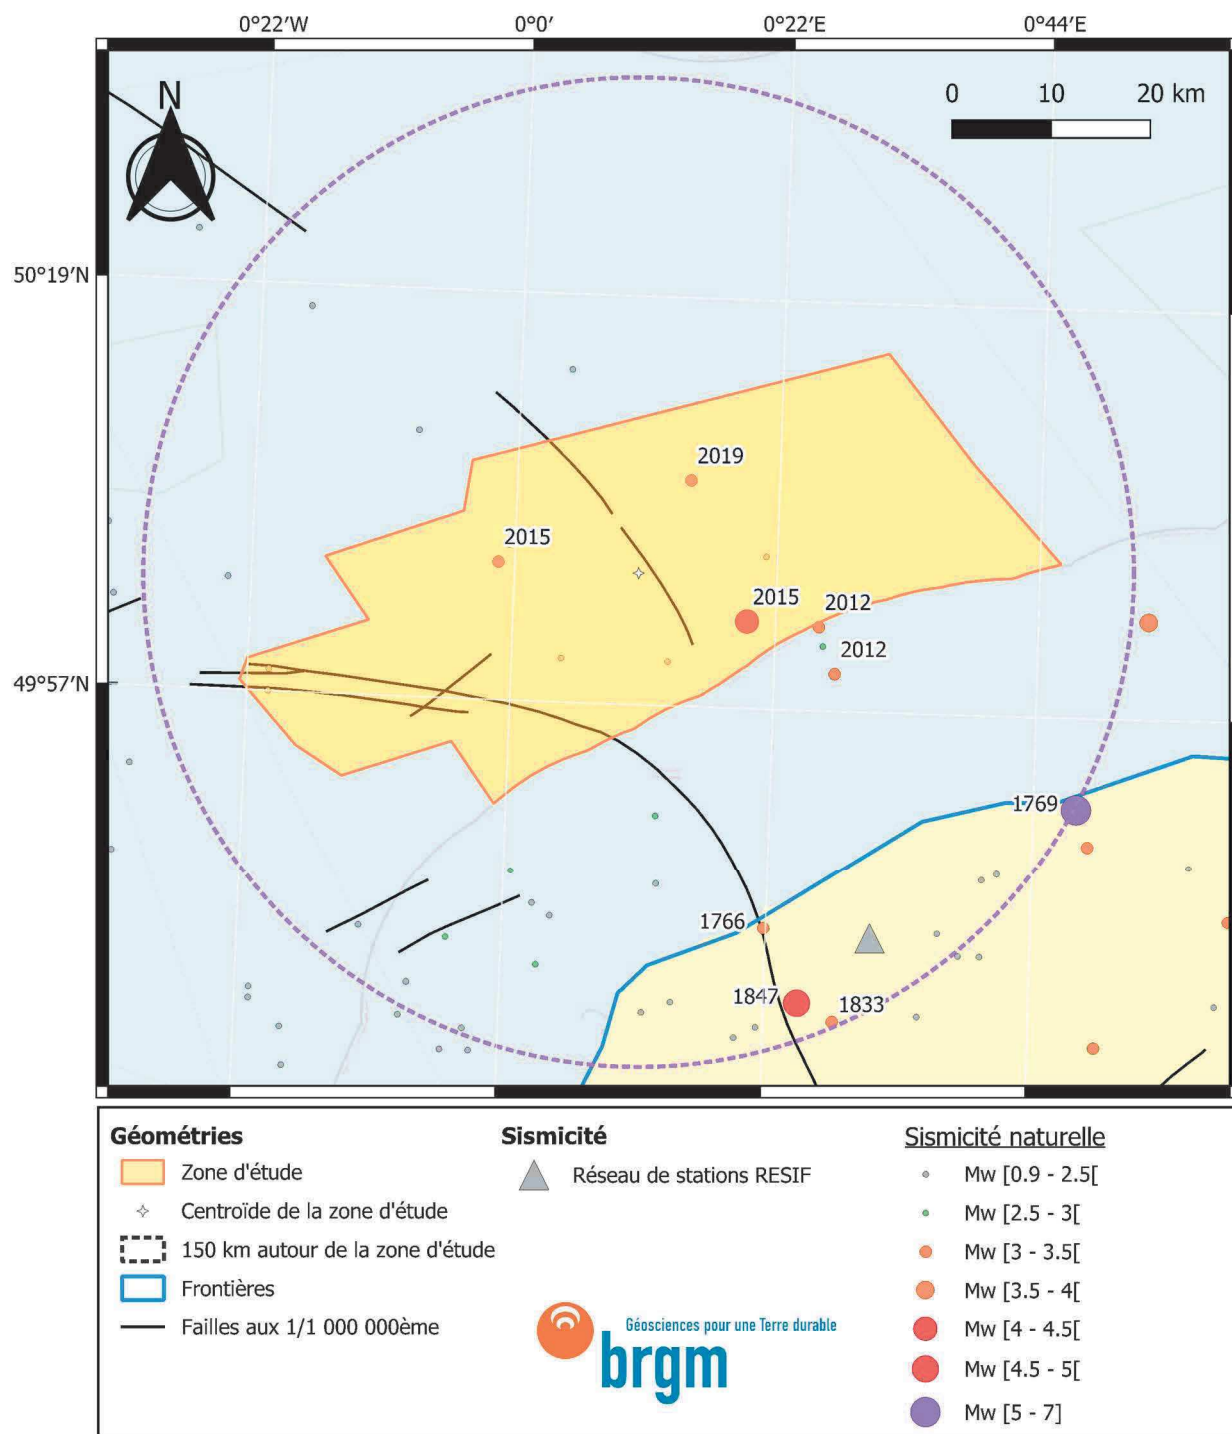 0°22′W 0°0′ 0°22′E 0°44′E
N
0 10 20 km
50°19′N
2019
2015
2015
2012
2012
49°57′N
1769
1766
1847
1833
Géométries
Zone d'étude
Centroïde de la zone d'étude
150 km autour de la zone d'étude
Frontières
Failles aux 1/1 000 000ème
Sismicité
Réseau de stations RESIF
Géosciences pour une Terre durable
brgm
Sismicité naturelle
Mw [0.9 - 2.5[
Mw [2.5 - 3[
Mw [3 - 3.5[
Mw [3.5 - 4[
Mw [4 - 4.5[
Mw [4.5 - 5[
Mw [5 - 7]